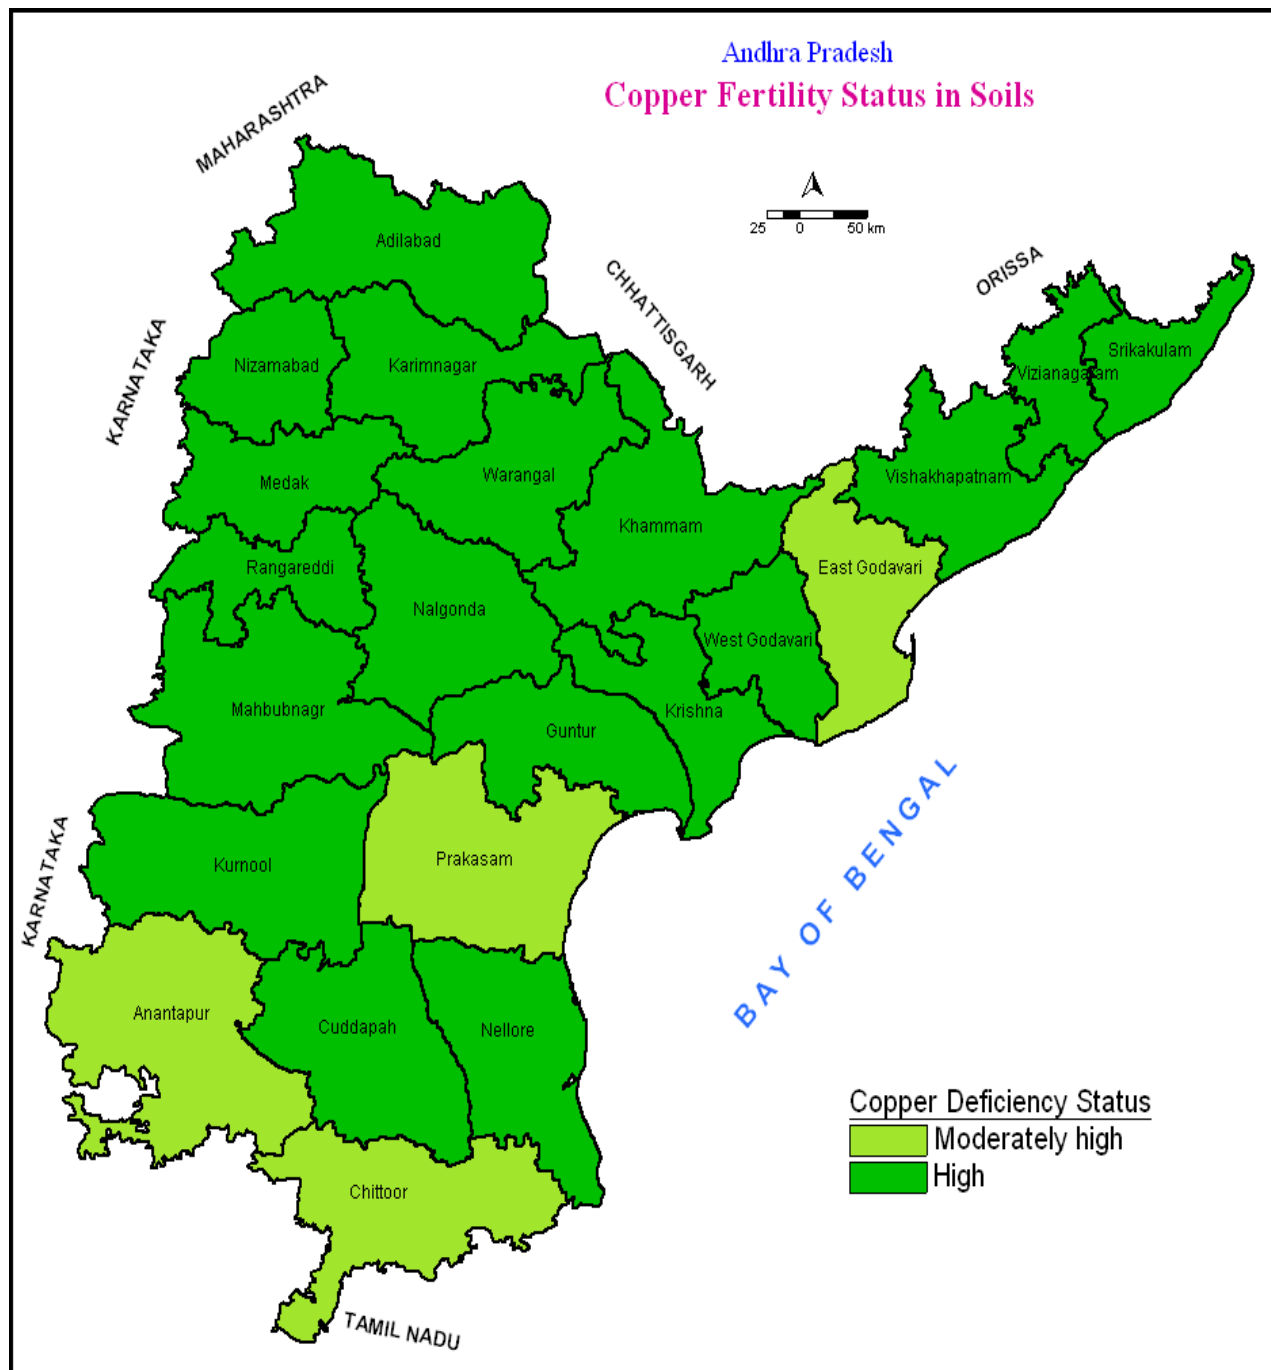 Andhra Pradesh
Copper Fertility Status in Soils
MAHARASHTRA
25 0 50 km
Adilabad
CHHATTISGARH
ORISSA
KARNATAKA
Nizamabad
Karimnagar
Srikakulam
Vizianagaram
Medak
Warangal
Vishakhapatnam
Khammam
Rangareddi
East Godavari
Nalgonda
West Godavari
Mahbubnagr
Krishna
Guntur
KARNATAKA
Kurnool
Prakasam
BAY OF BENGAL
Anantapur
Cuddapah
Nellore
Copper Deficiency Status
Moderately high
High
Chittoor
TAMIL NADU